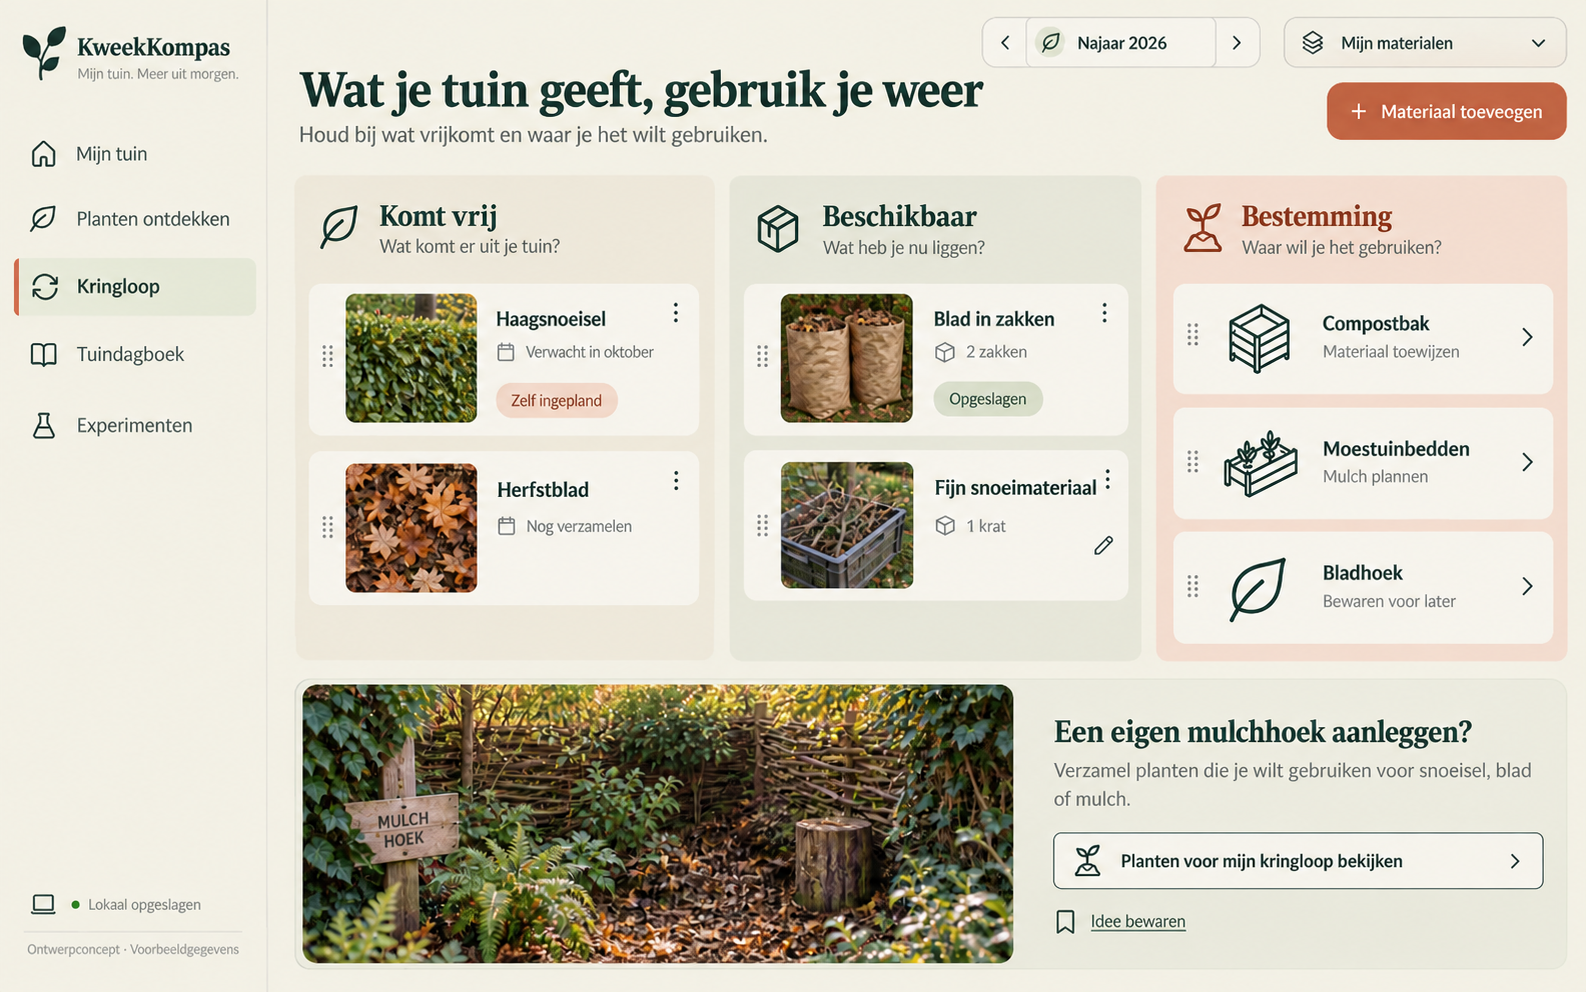 KweekKompas
Mijn tuin. Meer uit morgen.
Mijn tuin
Planten ontdekken
Kringloop
Tuindagboek
Experimenten
Lokaal opgeslagen
Ontwerpconcept · Voorbeeldgegevens
Najaar 2026
Mijn materialen
Wat je tuin geeft, gebruik je weer
Houd bij wat vrijkomt en waar je het wilt gebruiken.
+ Materiaal toeveogen
Komt vrij
Wat komt er uit je tuin?
Haagsnoeisel
Verwacht in oktober
Zelf ingepland
Herfstblad
Nog verzamelen
Beschikbaar
Wat heb je nu liggen?
Blad in zakken
2 zakken
Opgeslagen
Fijn snoeimateriaal
1 krat
Bestemming
Waar wil je het gebruiken?
Compostbak
Materiaal toewijzen
Moestuinbedden
Mulch plannen
Bladhoek
Bewaren voor later
MULCH
HOEK
Een eigen mulchhoek aanleggen?
Verzamel planten die je wilt gebruiken voor snoeisel, blad
of mulch.
Planten voor mijn kringloop bekijken
Idee bewaren